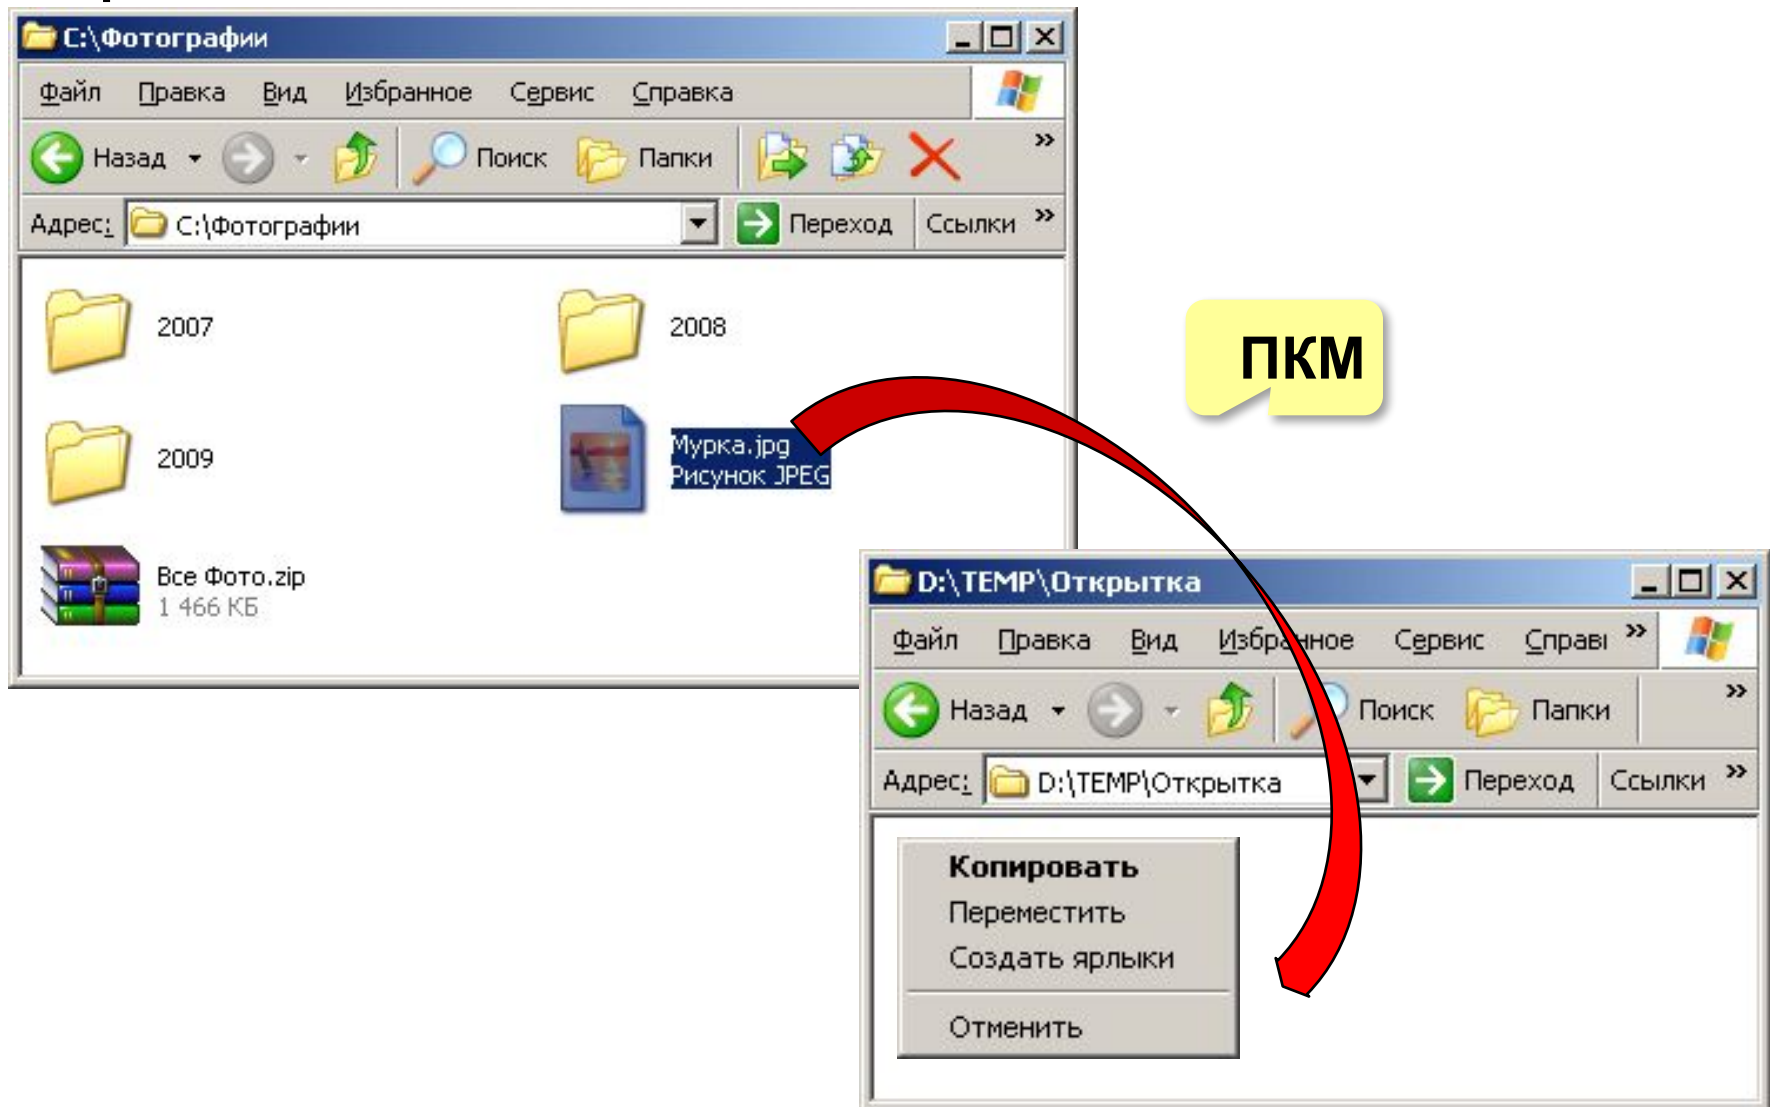 C:\Фотографии
Файл Правка Вид Избранное Сервис Справка
Назад Поиск Папки »
Адрес: C:\Фотографии Переход Ссылки »
2007 2008
ПКМ
2009
Мурка.jpg
Рисунок JPEG
Все Фото.zip
1 466 КБ
D:\TEMP\Открытка
Файл Правка Вид Избранное Сервис »
Назад Поиск Папки »
Адрес: D:\TEMP\Открытка Переход Ссылки »
Копировать
Переместить
Создать ярлыки
Отменить